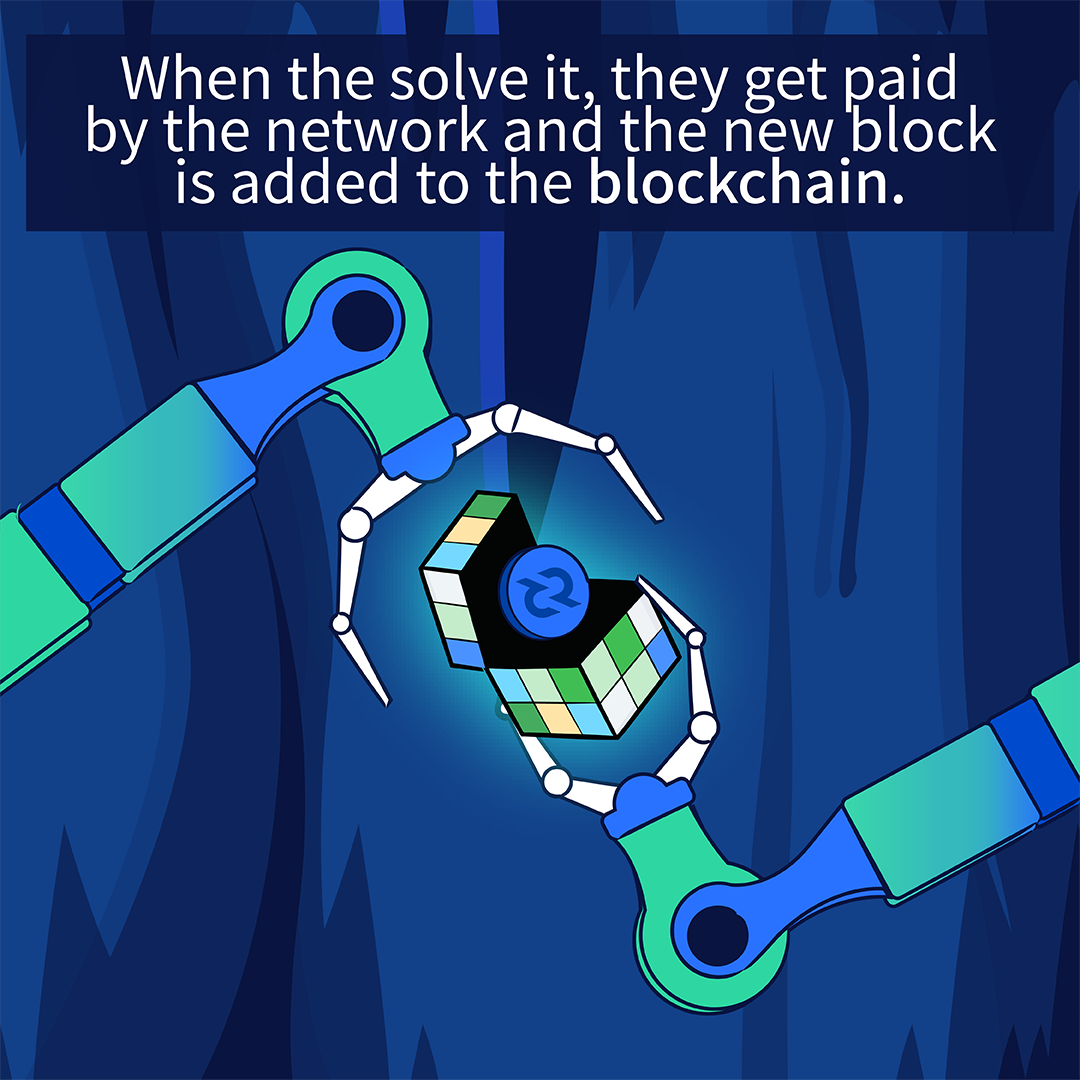 When the solve it, they get paid
by the network and the new block
is added to the blockchain.